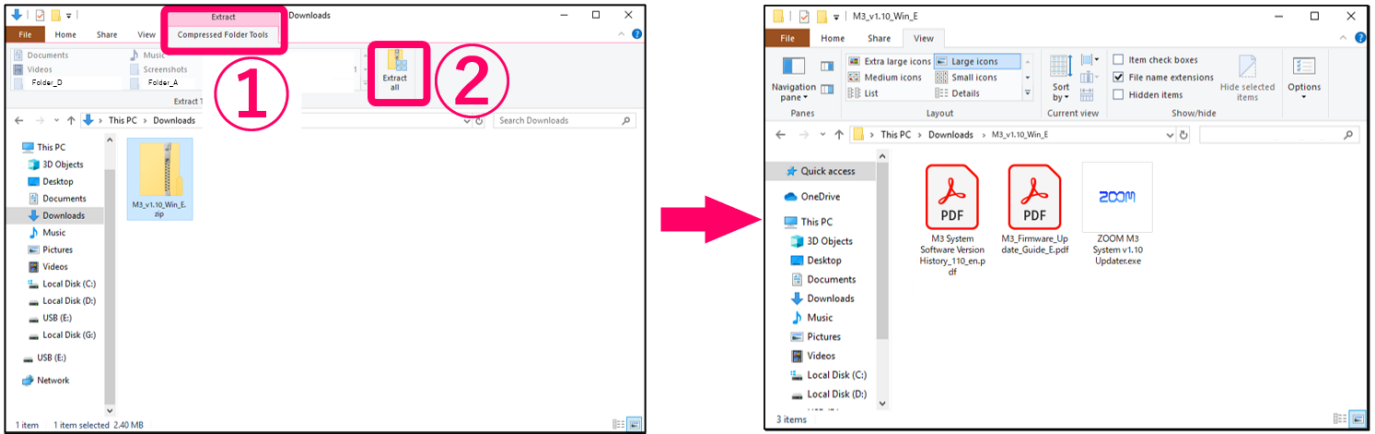 Extract
Downloads
File Home Share View Compressed Folder Tools
Documents Music
Videos Screenshots
Folder_D Folder_A
Extract
all
Extract T
1
2
This PC > Downloads
Search Downloads
This PC
3D Objects
Desktop
Documents
Downloads
Music
Pictures
Videos
Local Disk (C:)
Local Disk (D:)
USB (E:)
Local Disk (G:)
USB (E:)
Network
M3_v1.10_Win_E.
zip
1 item 1 item selected 2.40 MB
M3_v1.10_Win_E
File Home Share View
Navigation
pane
Panes
Extra large icons Large icons
Medium icons Small icons
List Details
Layout
Sort
by
Current view
Item check boxes
File name extensions
Hidden items
Hide selected
items
Show/hide
Options
This PC > Downloads > M3_v1.10_Win_E
Quick access
OneDrive
This PC
3D Objects
Desktop
Documents
Downloads
Music
Pictures
Videos
Local Disk (C:)
Local Disk (D:)
PDF
M3 System
Software Version
History_110_en.p
df
PDF
M3_Firmware_Up
date_Guide_E.pdf
ZOOM
ZOOM M3
System v1.10
Updater.exe
3 items